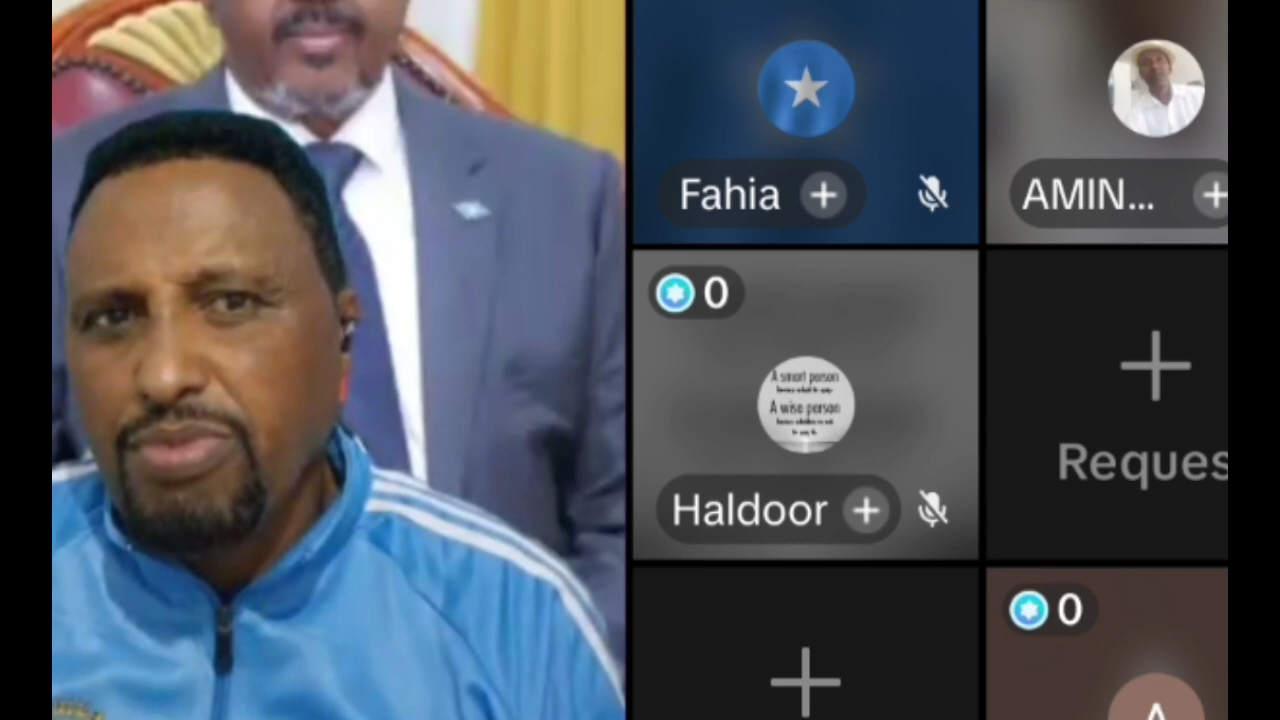 Fahia
AMIN...
0
A smart person
A wise person
Haldoor
Reques
0
A